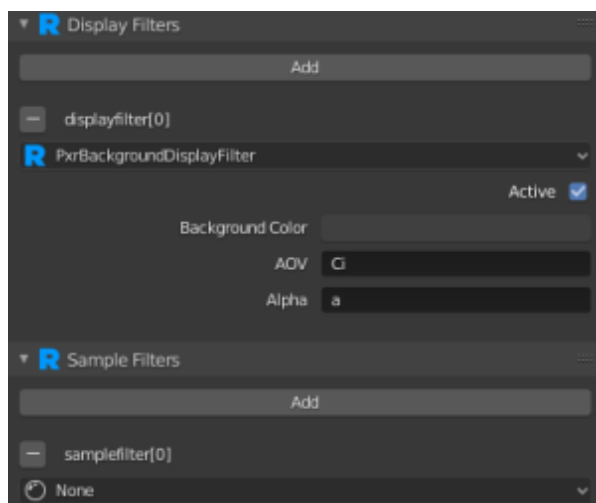 Display Filters
Add
displayfilter[0]
PxrBackgroundDisplayFilter
Active
Background Color
AOV Ci
Alpha a
Sample Filters
Add
samplefilter[0]
None